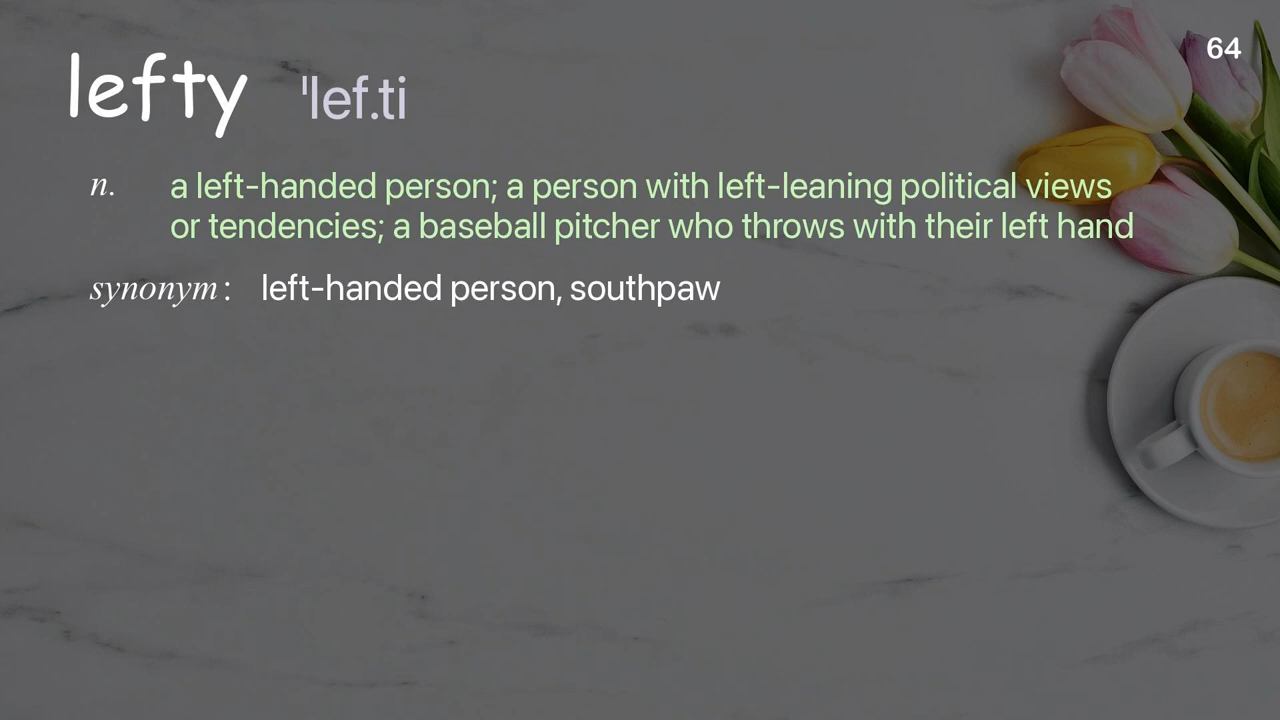 64
lefty ˈlef.ti
n. a left-handed person; a person with left-leaning political views
or tendencies; a baseball pitcher who throws with their left hand
synonym : left-handed person, southpaw